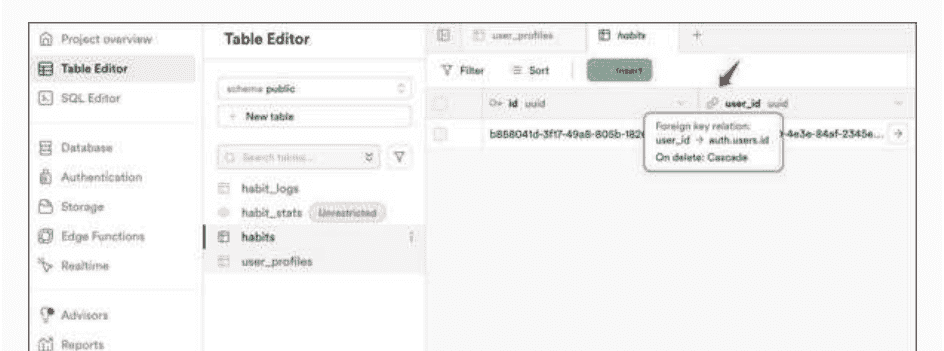 Project overview
Table Editor
SQL Editor
Database
Authentication
Storage
Edge Functions
Realtime
Advisors
Reports
Table Editor
schema public
New table
Search tables...
habit_logs
habit_stats Unrestricted
habits
user_profiles
user_profiles
habits
Filter
Sort
Insert
id uuid
user_id uuid
b858041d-3f17-49a8-805b-182
-4e3e-84af-2345e...
Foreign key relation:
user_id → auth.users.id
On delete: Cascade